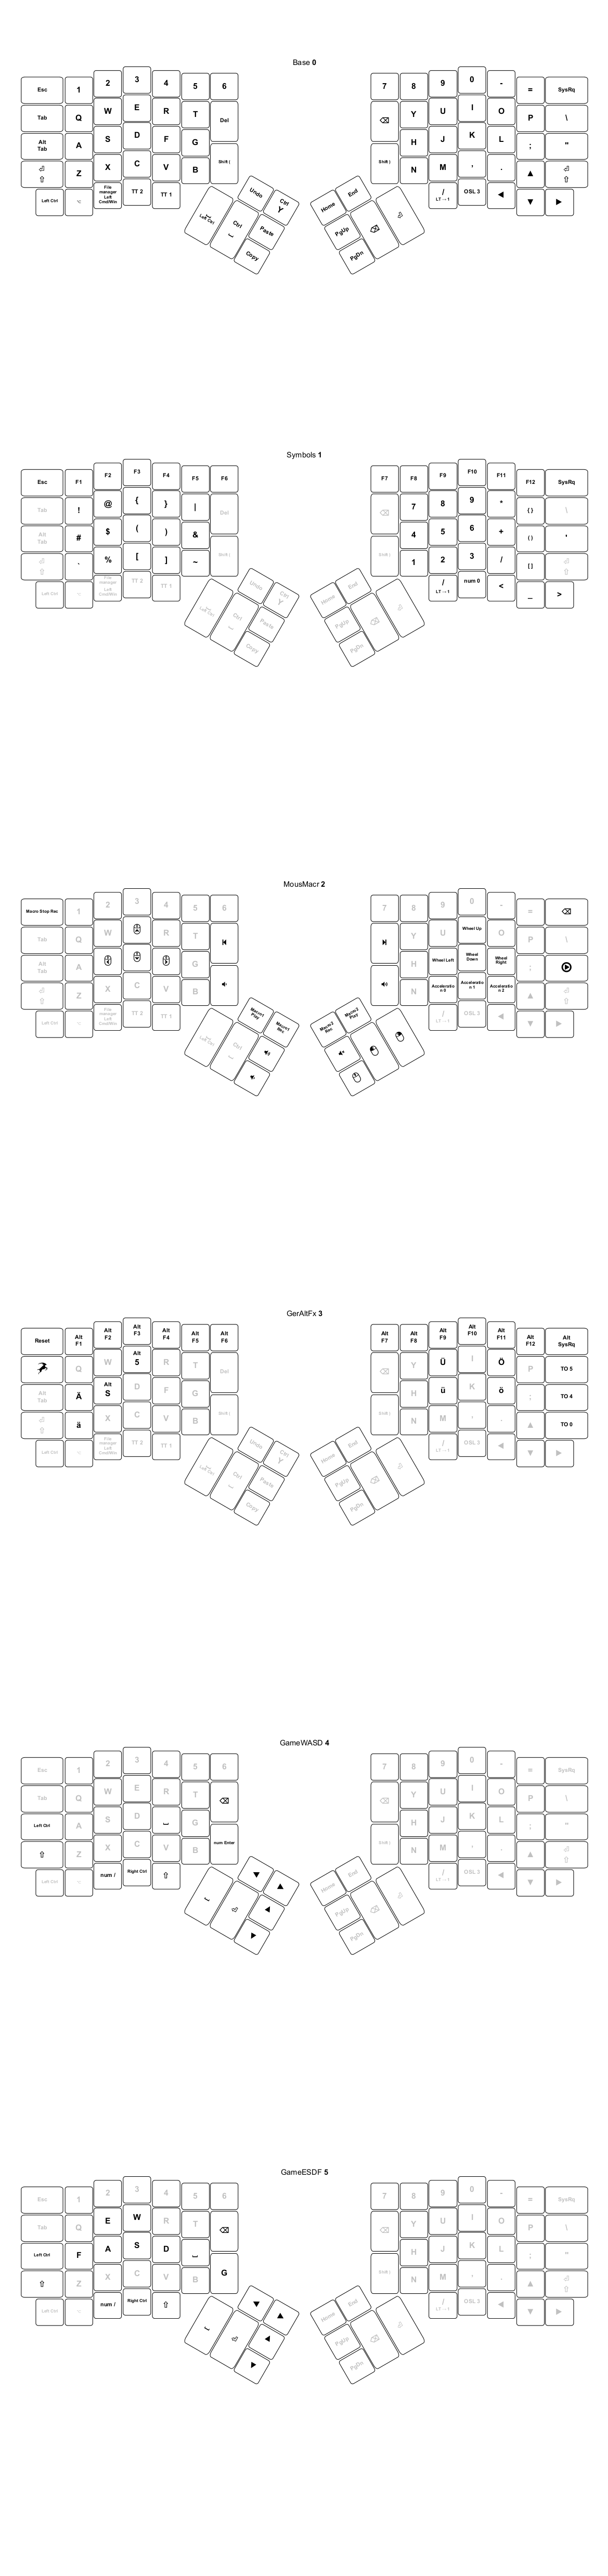 Base 0
Esc 1 2 3 4 5 6 7 8 9 0 - = SysRq
Tab Q W E R T Del ⌫ Y U I O P \
Alt Tab A S D F G H J K L ; "
⏎ ⇧ Z X C V B Shift ( Shift ) N M , . ▲ ⏎ ⇧
Left Ctrl File manager Left Cmd/Win TT 2 TT 1 / LT → 1 OSL 3 ◀ ▼ ▶
Undo Ctrl Y Home End
Left Ctrl Ctrl Paste PgUp ⌫ ⏎
Copy PgDn
Symbols 1
Esc F1 F2 F3 F4 F5 F6 F7 F8 F9 F10 F11 F12 SysRq
Tab ! @ { } | Del ⌫ 7 8 9 * ( ) \
Alt Tab # $ ( ) & 4 5 6 + ( ) '
⏎ ⇧ % [ ] ~ Shift ( Shift ) 1 2 3 / [ ] ⏎ ⇧
Left Ctrl File manager Left Cmd/Win TT 2 TT 1 / LT → 1 num 0 < _ >
Undo Ctrl Y Home End
Left Ctrl Ctrl Paste PgUp ⌫ ⏎
Copy PgDn
MousMacr 2
Macro Stop Rec 1 2 3 4 5 6 7 8 9 0 - = ⌫
Tab Q W R T Y U Wheel Up O P \
Alt Tab A G H Wheel Left Wheel Down Wheel Right ;
⏎ ⇧ Z X C V B N Acceleration 0 Acceleration 1 Acceleration 2 ▲ ⏎ ⇧
Left Ctrl File manager Left Cmd/Win TT 2 TT 1 / LT → 1 OSL 3 ◀ ▼ ▶
Macro1 Play Macro1 Rec Macro2 Rec Macro2 Play
Left Ctrl Ctrl
GerAltFx 3
Reset Alt F1 Alt F2 Alt F3 Alt F4 Alt F5 Alt F6 Alt F7 Alt F8 Alt F9 Alt F10 Alt F11 Alt F12 Alt SysRq
Q W Alt 5 R T Del ⌫ Y Ü I Ö P TO 5
Alt Tab Ä Alt S D F G H ü K ö ; TO 4
⏎ ⇧ ä X C V B Shift ( Shift ) N M , . ▲ TO 0
Left Ctrl File manager Left Cmd/Win TT 2 TT 1 / LT → 1 OSL 3 ◀ ▼ ▶
Undo Ctrl Y Home End
Left Ctrl Ctrl Paste PgUp ⌫ ⏎
Copy PgDn
GameWASD 4
Esc 1 2 3 4 5 6 7 8 9 0 - = SysRq
Tab Q W E R T ⌫ ⌫ Y U I O P \
Left Ctrl A S D G H J K L ; "
⇧ Z X C V B num Enter Shift ) N M , . ▲ ⏎ ⇧
Left Ctrl num / Right Ctrl ⇧ / LT → 1 OSL 3 ◀ ▼ ▶
◀ ▶ Home End
⏎ ▲ PgUp ⌫ ⏎
▼ PgDn
GameESDF 5
Esc 1 2 3 4 5 6 7 8 9 0 - = SysRq
Tab Q E W R T ⌫ ⌫ Y U I O P \
Left Ctrl F A S D H J K L ; "
⇧ Z X C V B G Shift ) N M , . ▲ ⏎ ⇧
Left Ctrl num / Right Ctrl ⇧ / LT → 1 OSL 3 ◀ ▼ ▶
◀ ▶ Home End
⏎ ▲ PgUp ⌫ ⏎
▼ PgDn